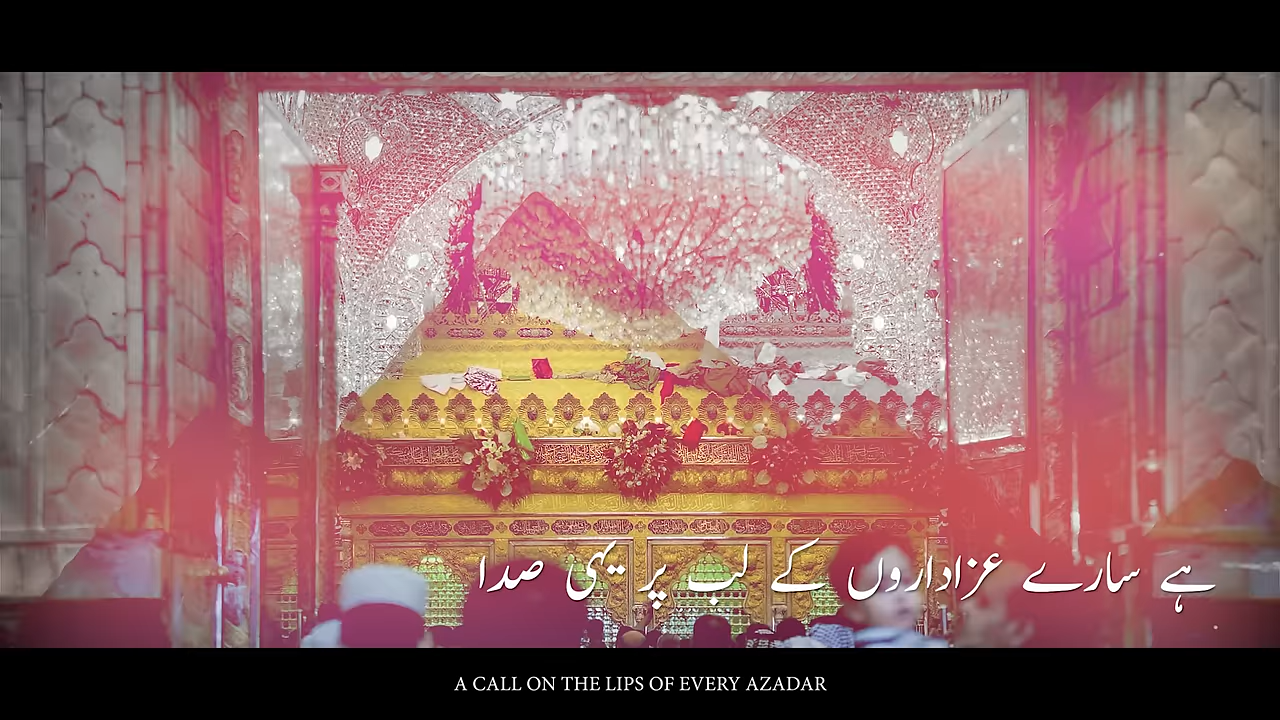 ہے سارے عزاداروں کے لب پر یہی صدا
A CALL ON THE LIPS OF EVERY AZADAR